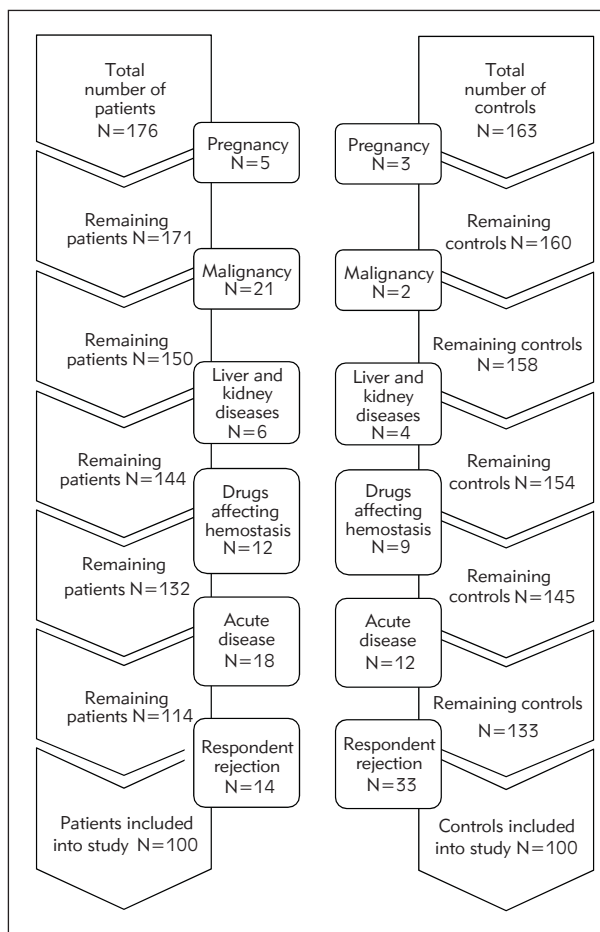 Total
number of
patients
N=176
Pregnancy
N=5
Remaining
patients N=171
Malignancy
N=21
Remaining
patients N=150
Liver and
kidney
diseases
N=6
Remaining
patients N=144
Drugs
affecting
hemostasis
N=12
Remaining
patients N=132
Acute
disease
N=18
Remaining
patients N=114
Respondent
rejection
N=14
Patients included
into study N=100
Total
number of
controls
N=163
Pregnancy
N=3
Remaining
controls N=160
Malignancy
N=2
Remaining controls
N=158
Liver and
kidney
diseases
N=4
Remaining
controls N=154
Drugs
affecting
hemostasis
N=9
Remaining
controls N=145
Acute
disease
N=12
Remaining controls
N=133
Respondent
rejection
N=33
Controls included
into study N=100